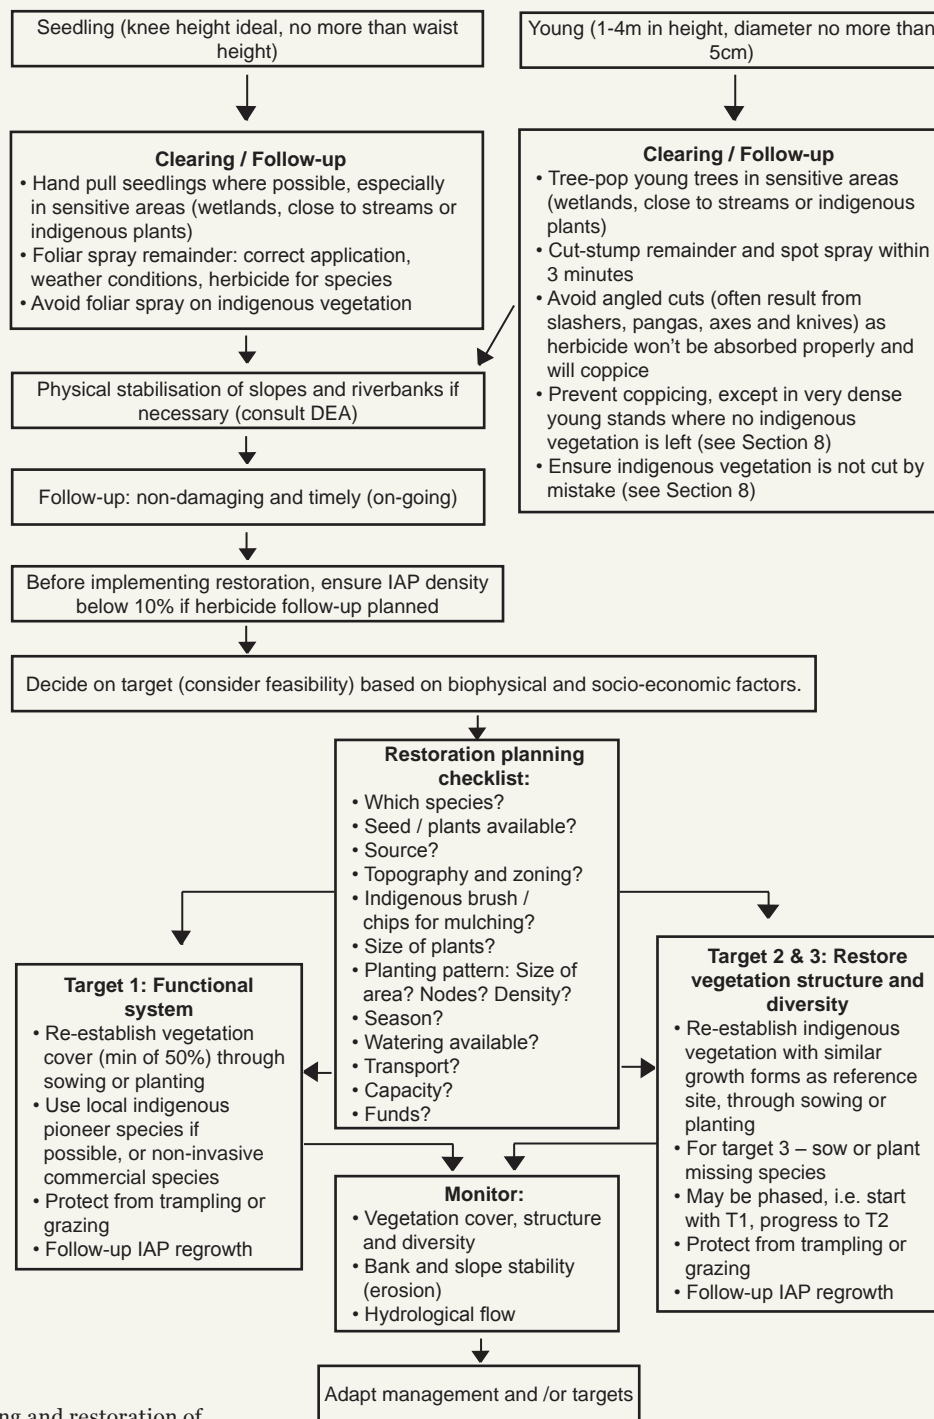 Seedling (knee height ideal, no more than waist
height)
Young (1-4m in height, diameter no more than
5cm)
Clearing / Follow-up
• Hand pull seedlings where possible, especially
in sensitive areas (wetlands, close to streams or
indigenous plants)
• Foliar spray remainder: correct application,
weather conditions, herbicide for species
• Avoid foliar spray on indigenous vegetation
Clearing / Follow-up
• Tree-pop young trees in sensitive areas
(wetlands, close to streams or indigenous
plants)
• Cut-stump remainder and spot spray within
3 minutes
• Avoid angled cuts (often result from
slashers, pangas, axes and knives) as
herbicide won't be absorbed properly and
will coppice
• Prevent coppicing, except in very dense
young stands where no indigenous
vegetation is left (see Section 8)
• Ensure indigenous vegetation is not cut by
mistake (see Section 8)
Physical stabilisation of slopes and riverbanks if
necessary (consult DEA)
Follow-up: non-damaging and timely (on-going)
Before implementing restoration, ensure IAP density
below 10% if herbicide follow-up planned
Decide on target (consider feasibility) based on biophysical and socio-economic factors.
Restoration planning
checklist:
• Which species?
• Seed / plants available?
• Source?
• Topography and zoning?
• Indigenous brush /
chips for mulching?
• Size of plants?
• Planting pattern: Size of
area? Nodes? Density?
• Season?
• Watering available?
• Transport?
• Capacity?
• Funds?
Target 1: Functional
system
• Re-establish vegetation
cover (min of 50%) through
sowing or planting
• Use local indigenous
pioneer species if
possible, or non-invasive
commercial species
• Protect from trampling or
grazing
• Follow-up IAP regrowth
Target 2 & 3: Restore
vegetation structure and
diversity
• Re-establish indigenous
vegetation with similar
growth forms as reference
site, through sowing or
planting
• For target 3 – sow or plant
missing species
• May be phased, i.e. start
with T1, progress to T2
• Protect from trampling or
grazing
• Follow-up IAP regrowth
Monitor:
• Vegetation cover, structure
and diversity
• Bank and slope stability
(erosion)
• Hydrological flow
Adapt management and /or targets
and restoration of